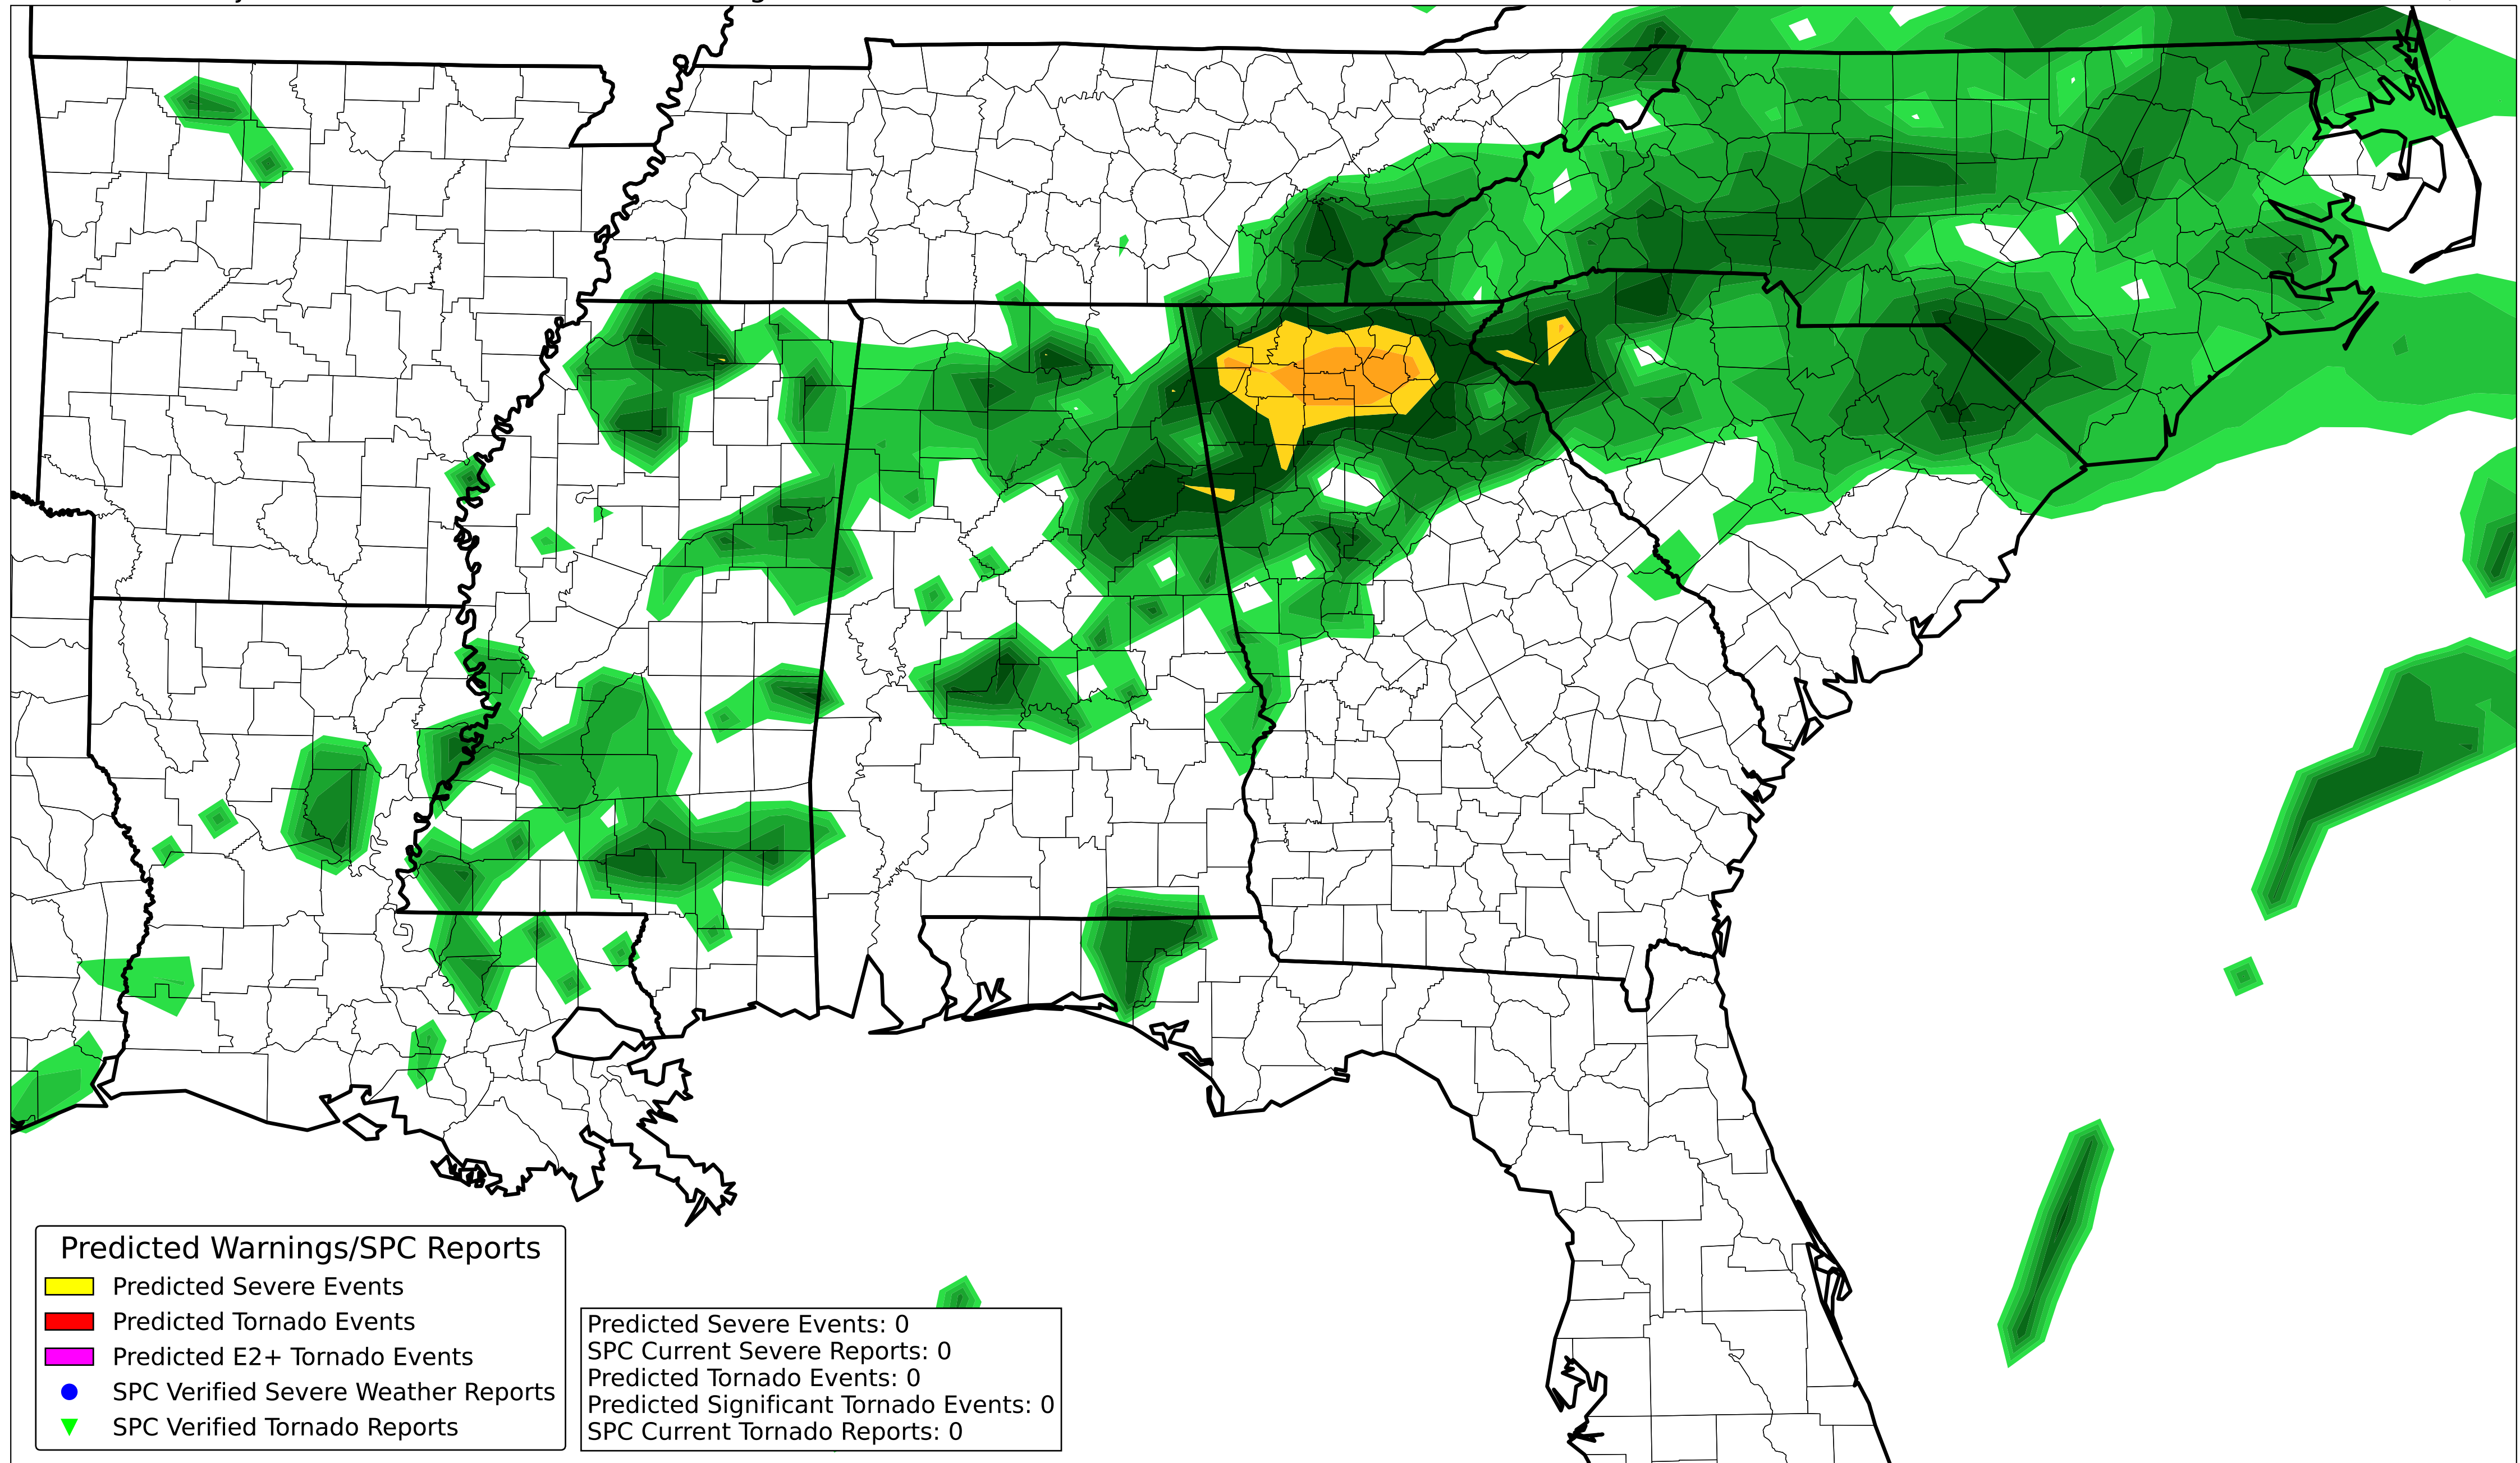 Predicted Warnings/SPC Reports
Predicted Severe Events
Predicted Tornado Events
Predicted E2+ Tornado Events
SPC Verified Severe Weather Reports
SPC Verified Tornado Reports
Predicted Severe Events: 0
SPC Current Severe Reports: 0
Predicted Tornado Events: 0
Predicted Significant Tornado Events: 0
SPC Current Tornado Reports: 0